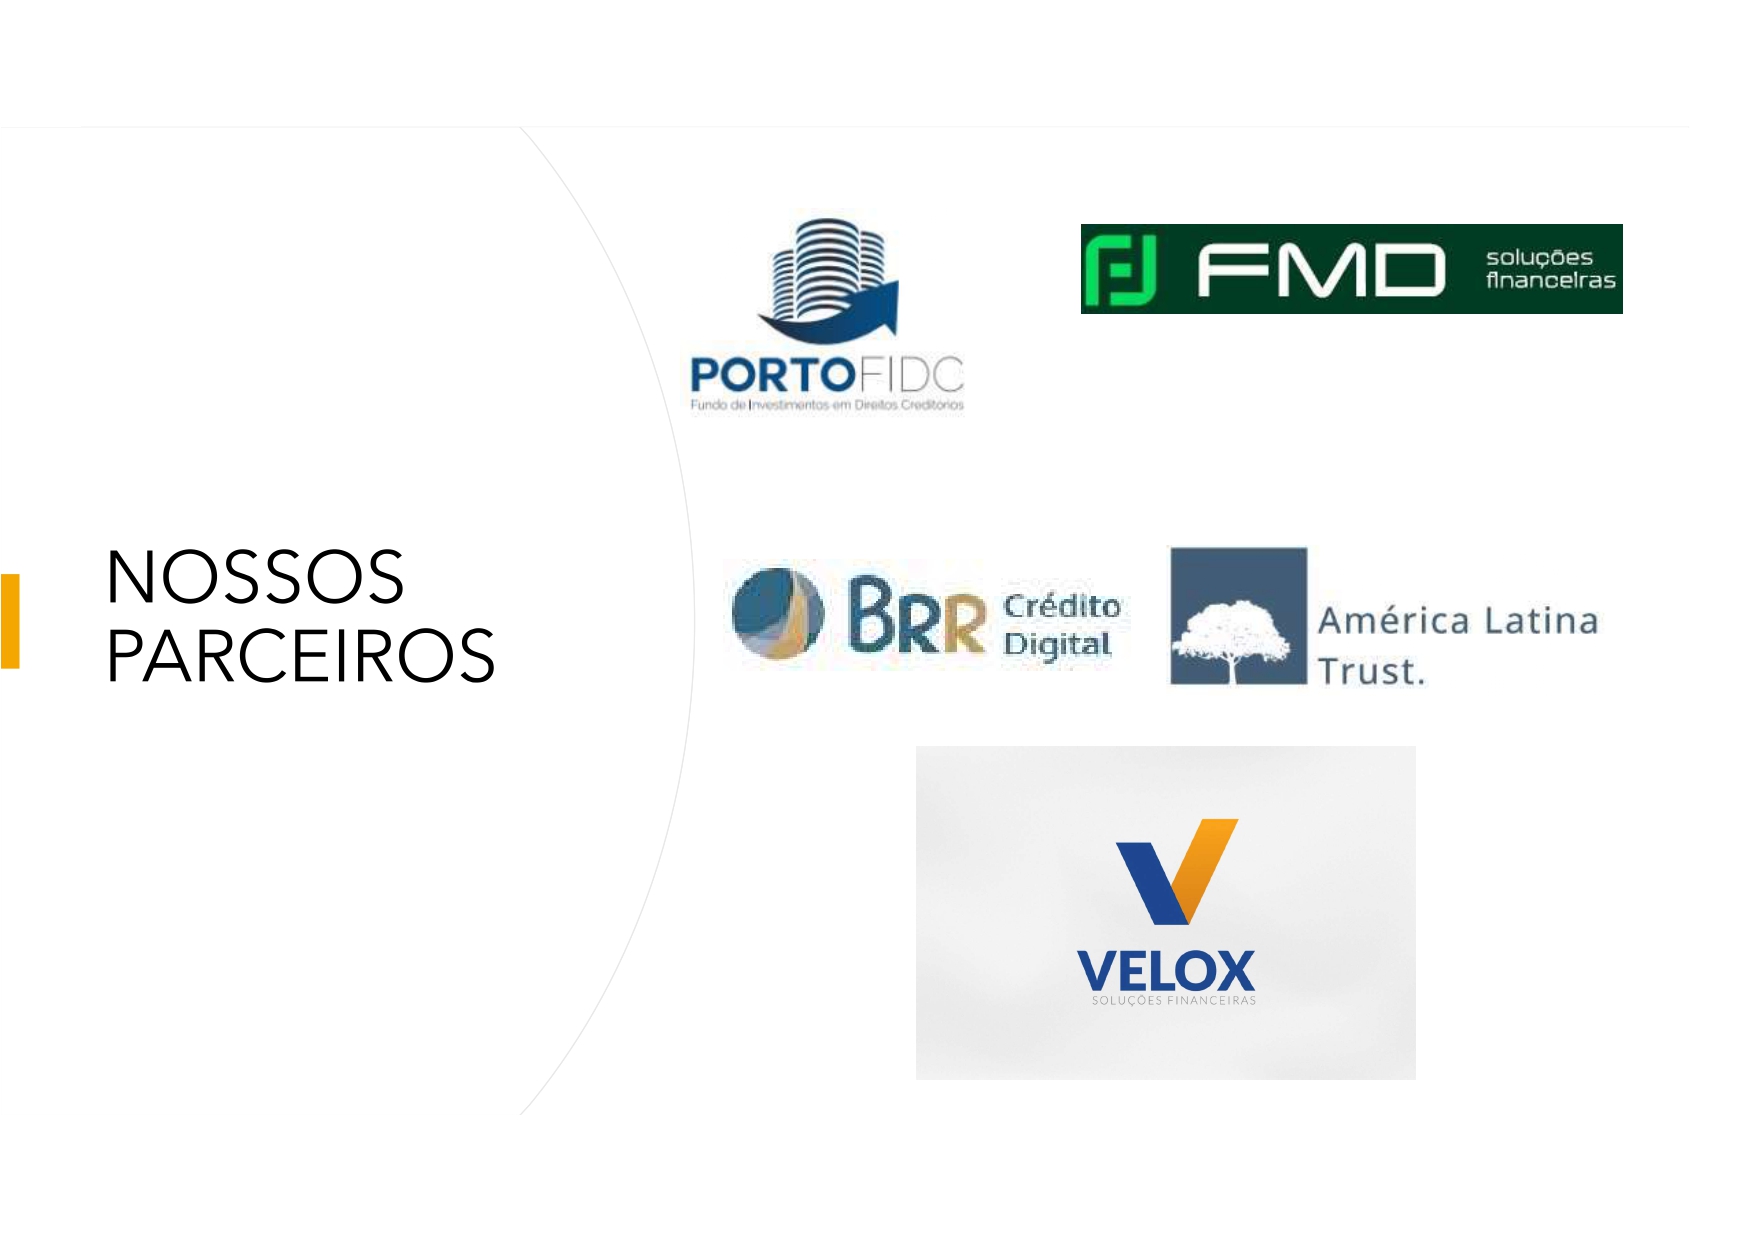 NOSSOS
PARCEIROS
PORTOFIDC
Fundo de Investimentos em Direitos Creditórios
FMD
soluções
financeiras
BRR Crédito
Digital
América Latina
Trust.
VELOX
SOLUÇÕES FINANCEIRAS